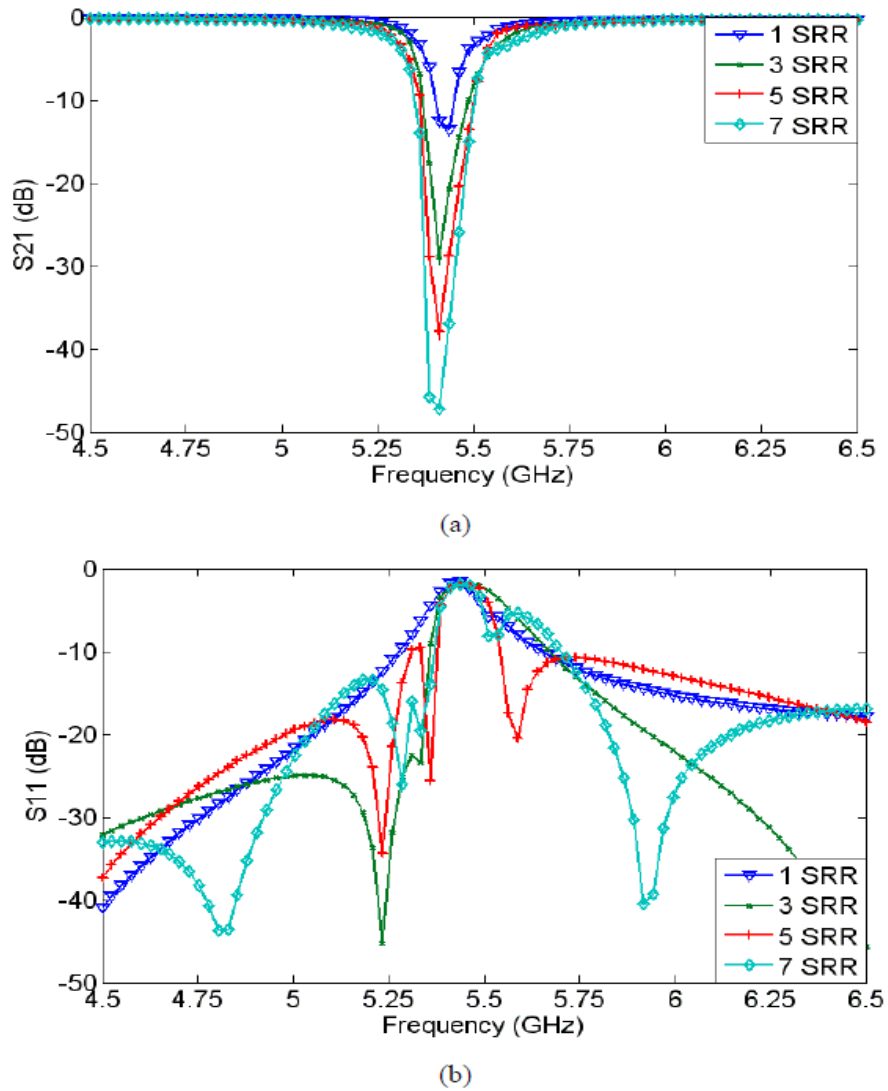 0
-10
-20
-30
-40
-50
S21 (dB)
4.5
4.75
5
5.25
5.5
5.75
6
6.25
6.5
Frequency (GHz)
1 SRR
3 SRR
5 SRR
7 SRR
(a)
0
-10
-20
-30
-40
-50
S11 (dB)
4.5
4.75
5
5.25
5.5
5.75
6
6.25
6.5
Frequency (GHz)
1 SRR
3 SRR
5 SRR
7 SRR
(b)